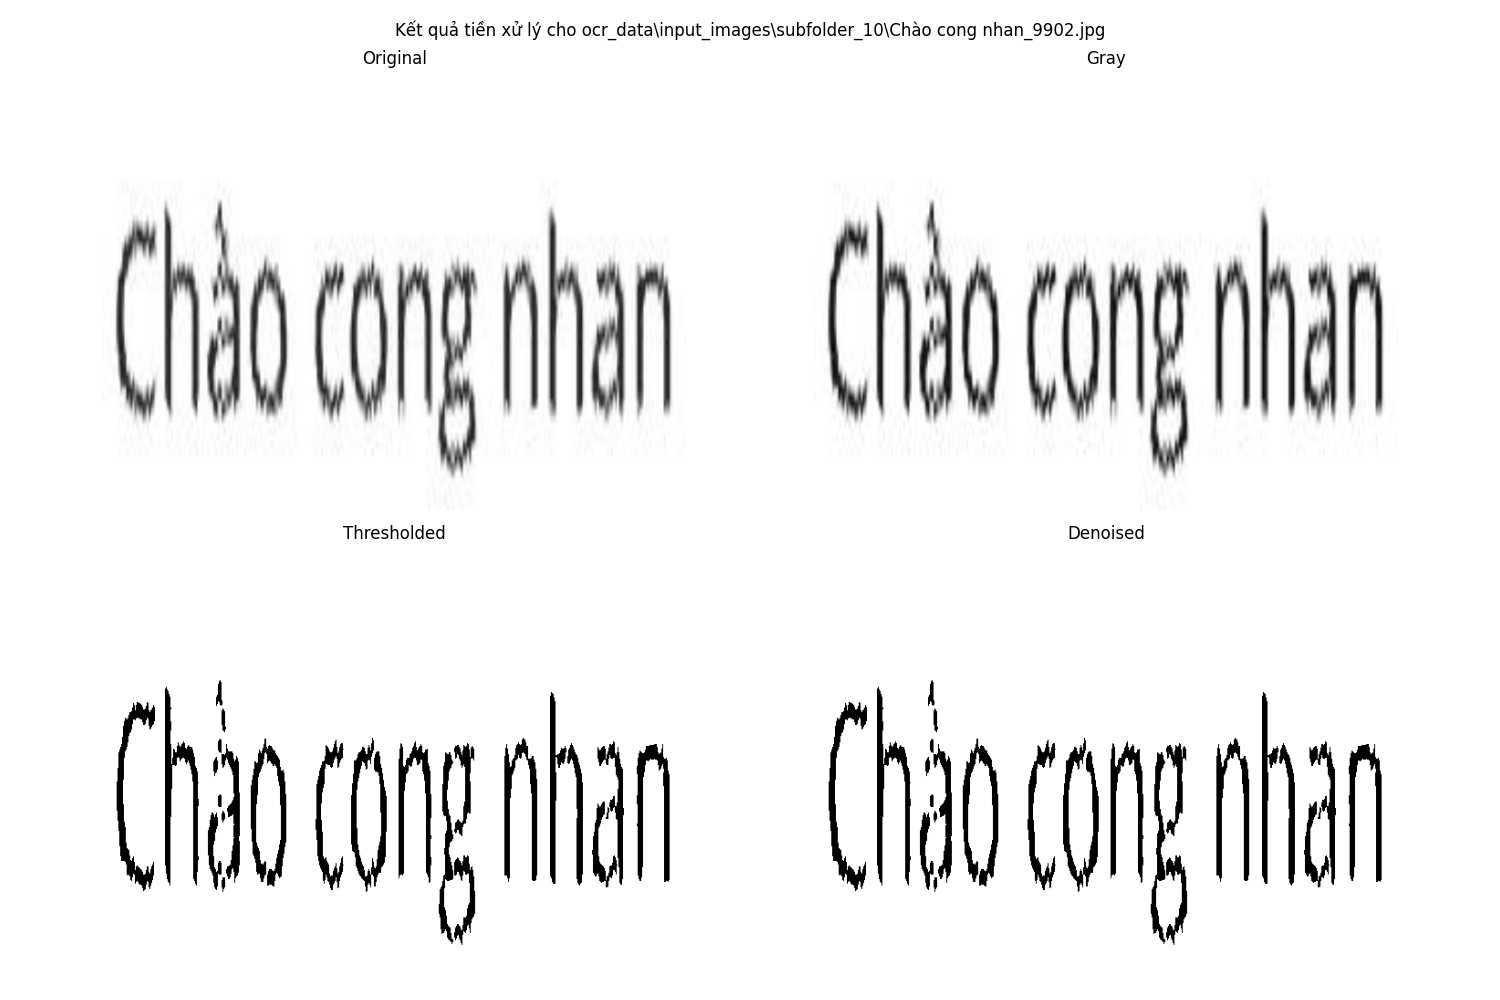 Kết quả tiền xử lý cho ocr_data\input_images\subfolder_10\Chào cong nhan_9902.jpg
Original
Gray
Chào cong nhan
Chào cong nhan
Thresholded
Denoised
Chào cong nhan
Chào cong nhan